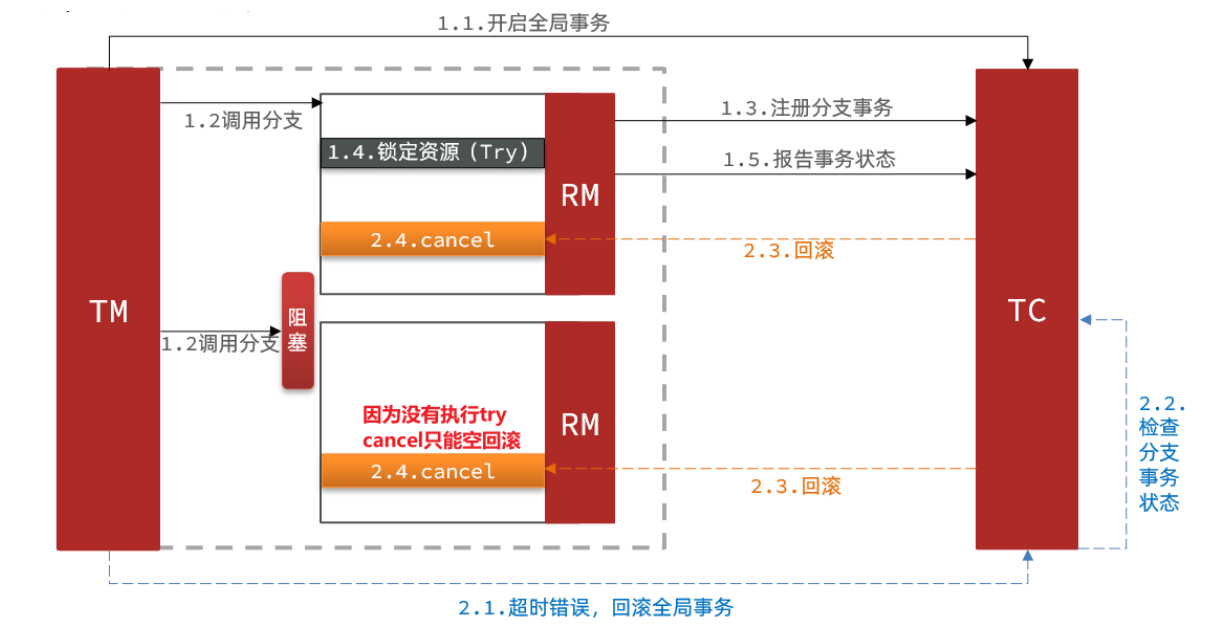 1.1.开启全局事务
TM
1.2调用分支
1.4.锁定资源（Try）
RM
2.4.cancel
1.3.注册分支事务
1.5.报告事务状态
2.3.回滚
TC
1.2调用分支
阻
塞
因为没有执行try
cancel只能空回滚
2.4.cancel
RM
2.3.回滚
2.2.
检查
分支
事务
状态
2.1.超时错误，回滚全局事务